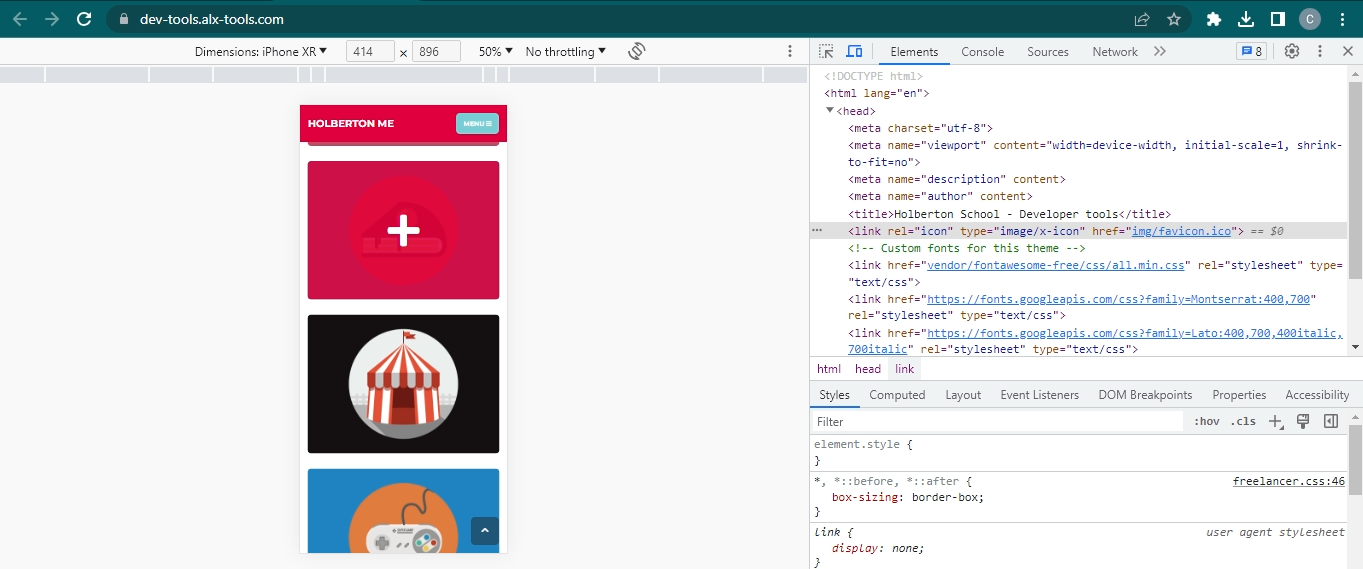 dev-tools.alx-tools.com
C
Dimensions: iPhone XR ▼ 414 × 896 50% ▼ No throttling ▼
Elements Console Sources Network 8
HOLBERTON ME
MENU
<!DOCTYPE html>
<html lang="en">
▼<head>
<meta charset="utf-8">
<meta name="viewport" content="width=device-width, initial-scale=1, shrink-
to-fit=no">
<meta name="description" content>
<meta name="author" content>
<title>Holberton School - Developer tools</title>
<link rel="icon" type="image/x-icon" href="img/favicon.ico"> == $0
<!-- Custom fonts for this theme -->
<link href="vendor/fontawesome-free/css/all.min.css" rel="stylesheet" type=
"text/css">
<link href="https://fonts.googleapis.com/css?family=Montserrat:400,700"
rel="stylesheet" type="text/css">
<link href="https://fonts.googleapis.com/css?family=Lato:400,700,400italic,
700italic" rel="stylesheet" type="text/css">
html head link
Styles Computed Layout Event Listeners DOM Breakpoints Properties Accessibility
Filter :hov .cls
element.style {
}
*, *::before, *::after { freelancer.css:46
box-sizing: border-box;
}
link { user agent stylesheet
display: none;
}